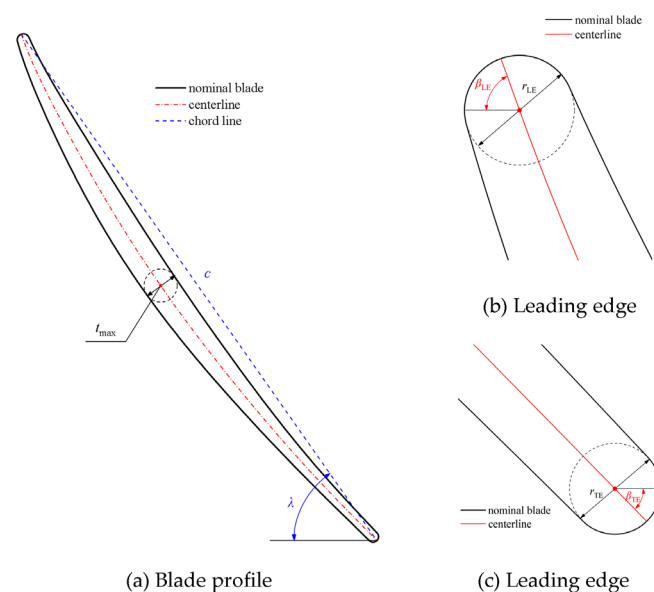 nominal blade
centerline
chord line
c
t_max
λ
(a) Blade profile
nominal blade
centerline
β_LE
r_LE
(b) Leading edge
r_TE
β_TE
nominal blade
centerline
(c) Leading edge